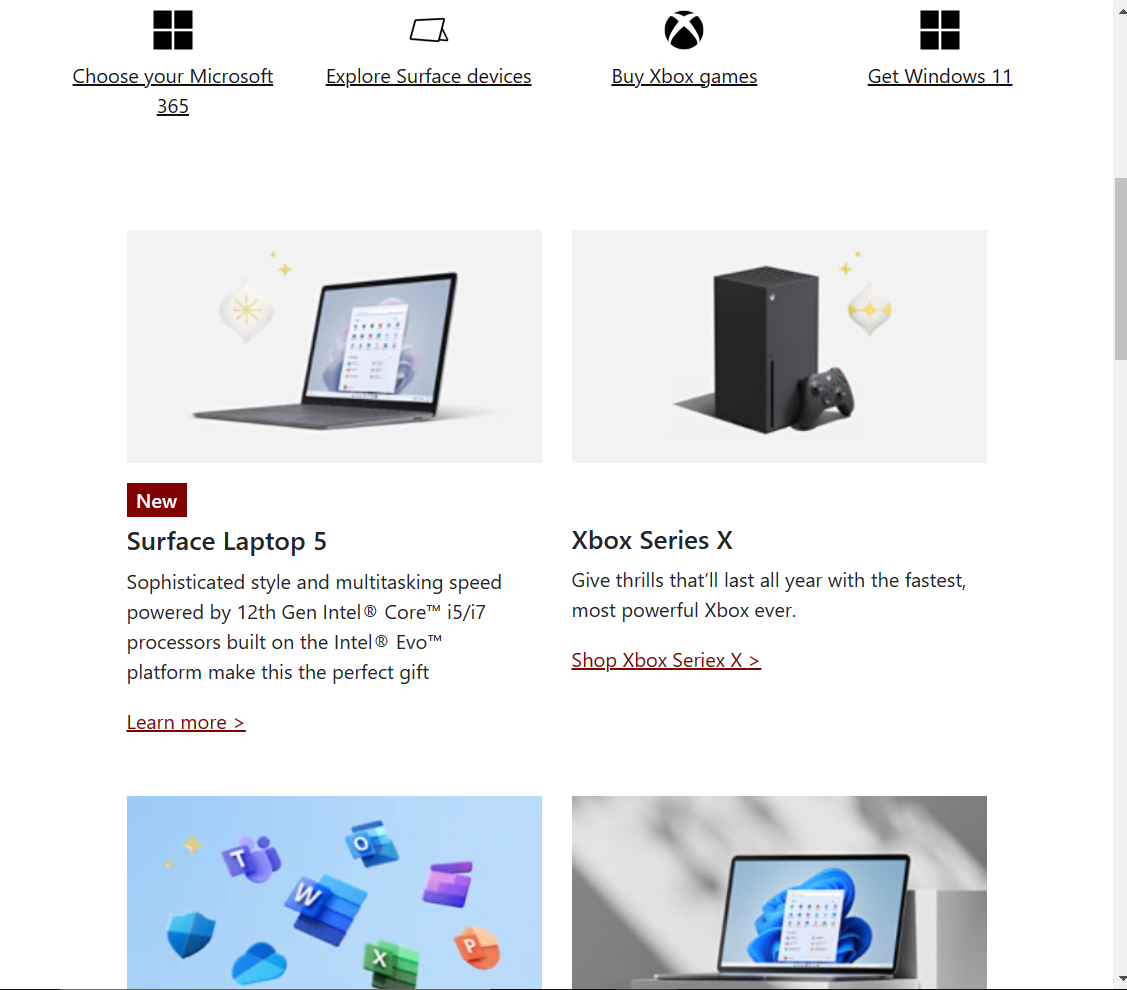 Choose your Microsoft
365
Explore Surface devices
Buy Xbox games
Get Windows 11
New
Surface Laptop 5
Sophisticated style and multitasking speed
powered by 12th Gen Intel® Core™ i5/i7
processors built on the Intel® Evo™
platform make this the perfect gift
Learn more >
Xbox Series X
Give thrills that’ll last all year with the fastest,
most powerful Xbox ever.
Shop Xbox Seriex X >
T
O
W
X
P